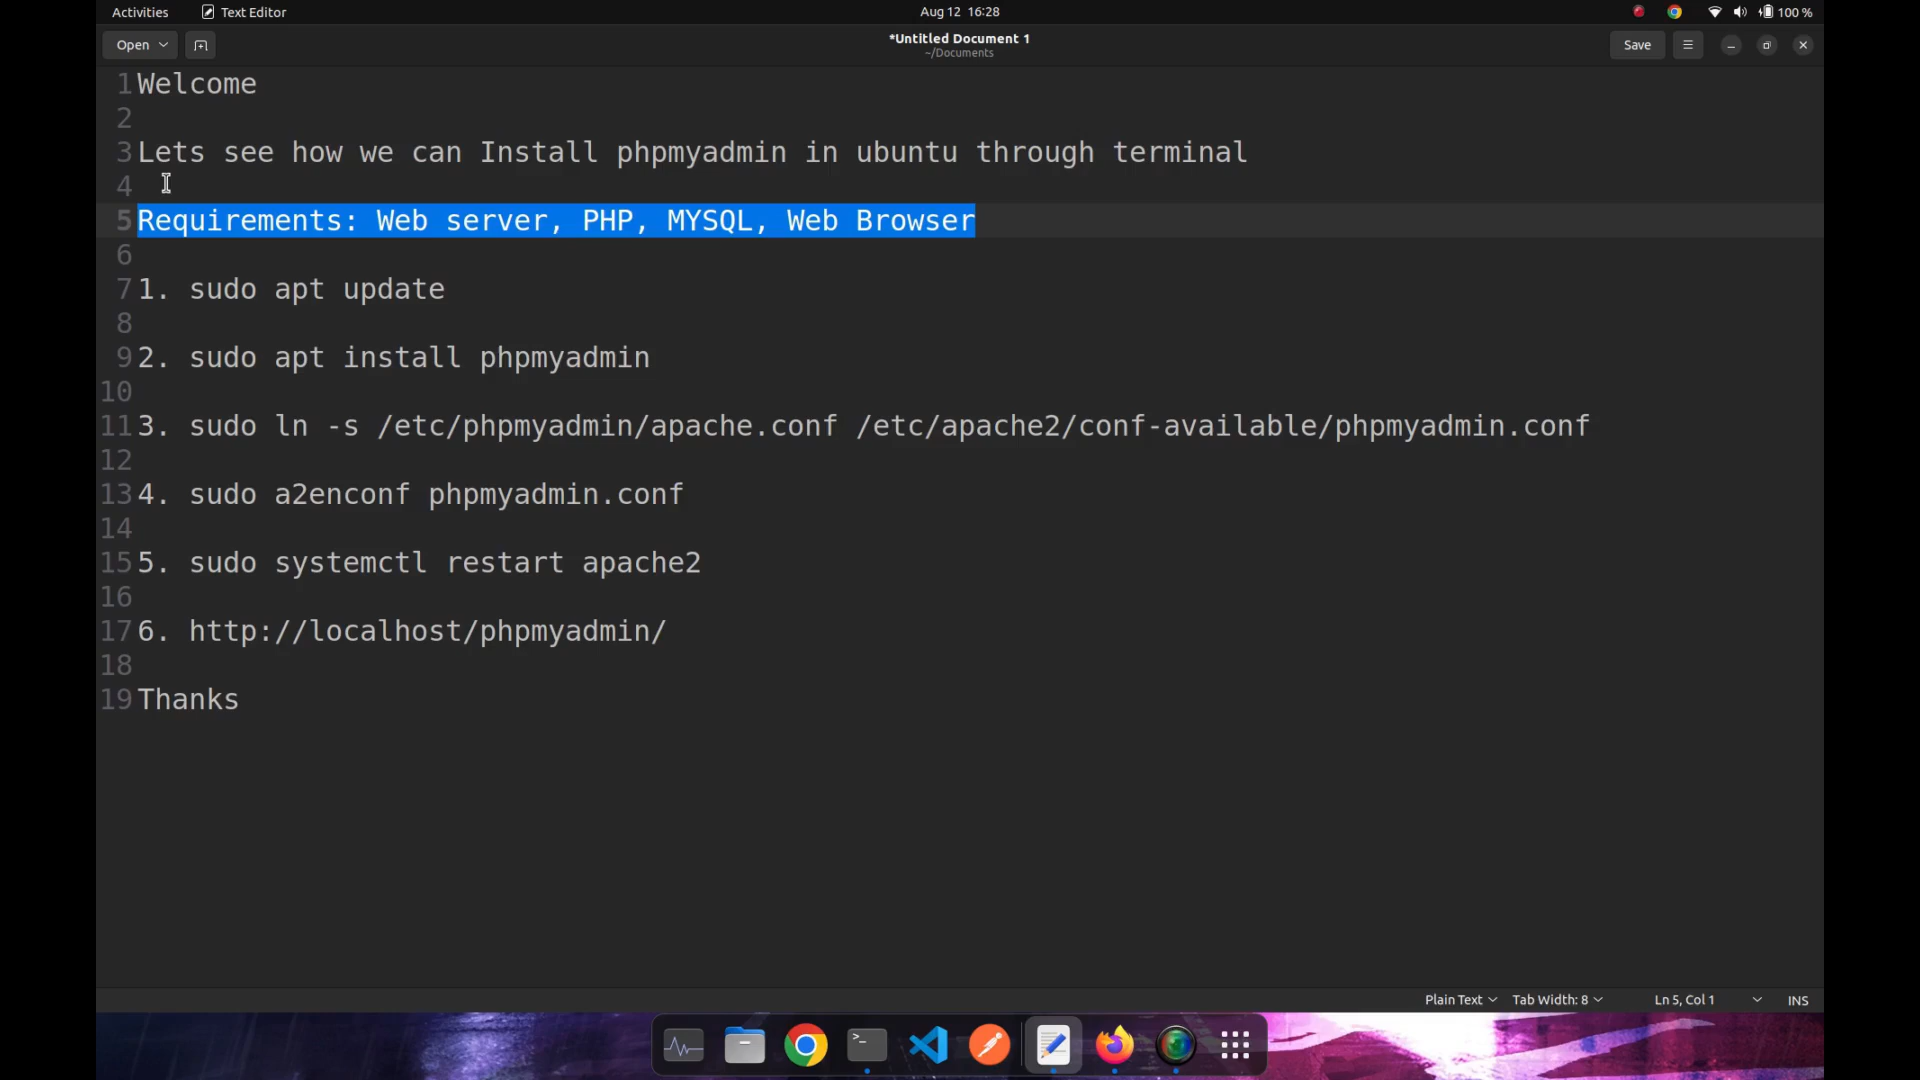 Activities
Text Editor
Aug 12 16:28
100 %
Open
*Untitled Document 1
~/Documents
Save
1 Welcome
2
3 Lets see how we can Install phpmyadmin in ubuntu through terminal
4
5 Requirements: Web server, PHP, MYSQL, Web Browser
6
7 1. sudo apt update
8
9 2. sudo apt install phpmyadmin
10
11 3. sudo ln -s /etc/phpmyadmin/apache.conf /etc/apache2/conf-available/phpmyadmin.conf
12
13 4. sudo a2enconf phpmyadmin.conf
14
15 5. sudo systemctl restart apache2
16
17 6. http://localhost/phpmyadmin/
18
19 Thanks
Plain Text
Tab Width: 8
Ln 5, Col 1
INS